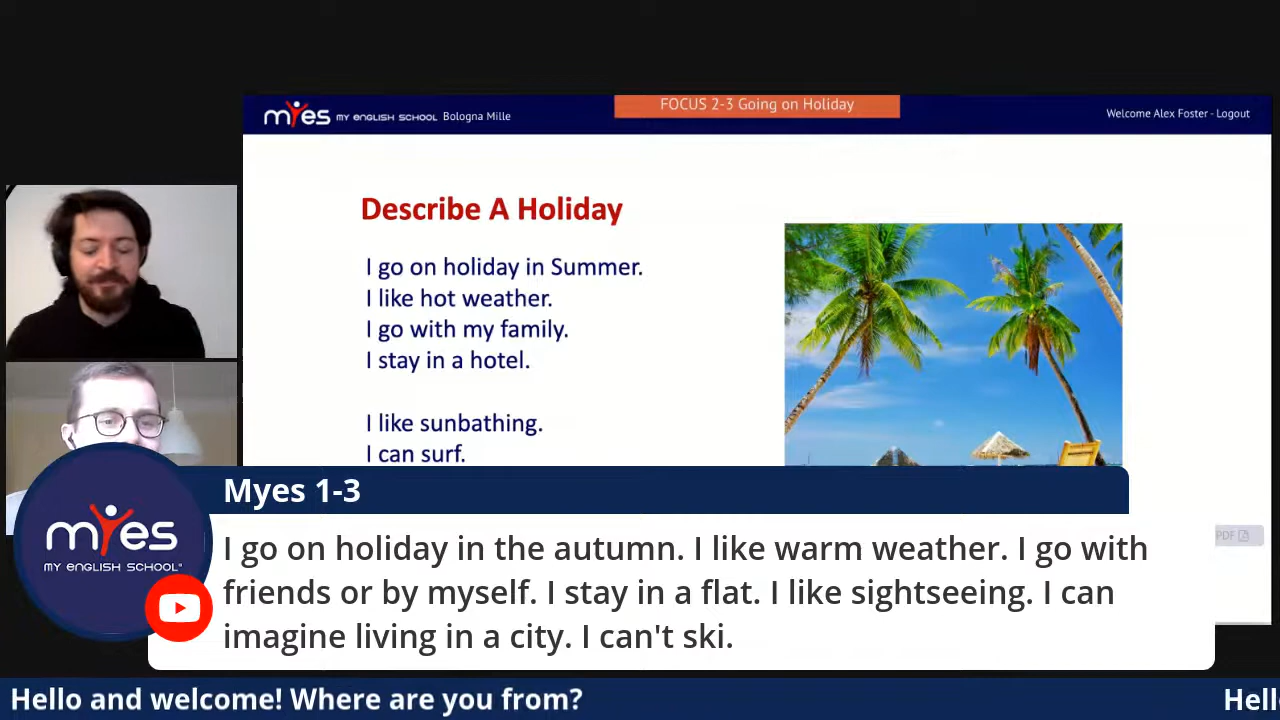 FOCUS 2-3 Going on Holiday
myes MY ENGLISH SCHOOL Bologna Mille
Welcome Alex Foster - Logout
Describe A Holiday
I go on holiday in Summer.
I like hot weather.
I go with my family.
I stay in a hotel.
I like sunbathing.
I can surf.
PDF
Myes 1-3
myes
MY ENGLISH SCHOOL®
I go on holiday in the autumn. I like warm weather. I go with
friends or by myself. I stay in a flat. I like sightseeing. I can
imagine living in a city. I can't ski.
Hello and welcome! Where are you from?
Hell